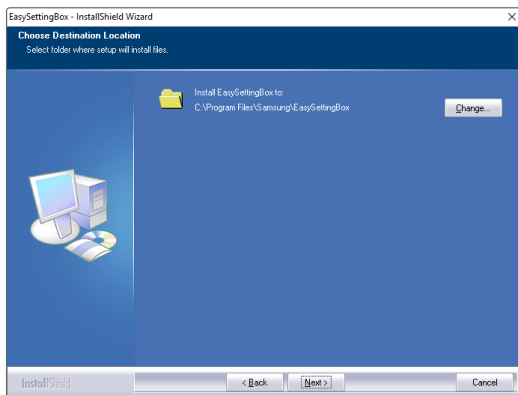 EasySettingBox - InstallShield Wizard
Choose Destination Location
Select folder where setup will install files.
Install EasySettingBox to:
C:\Program Files\Samsung\EasySettingBox
Change...
InstallShield
< Back
Next >
Cancel